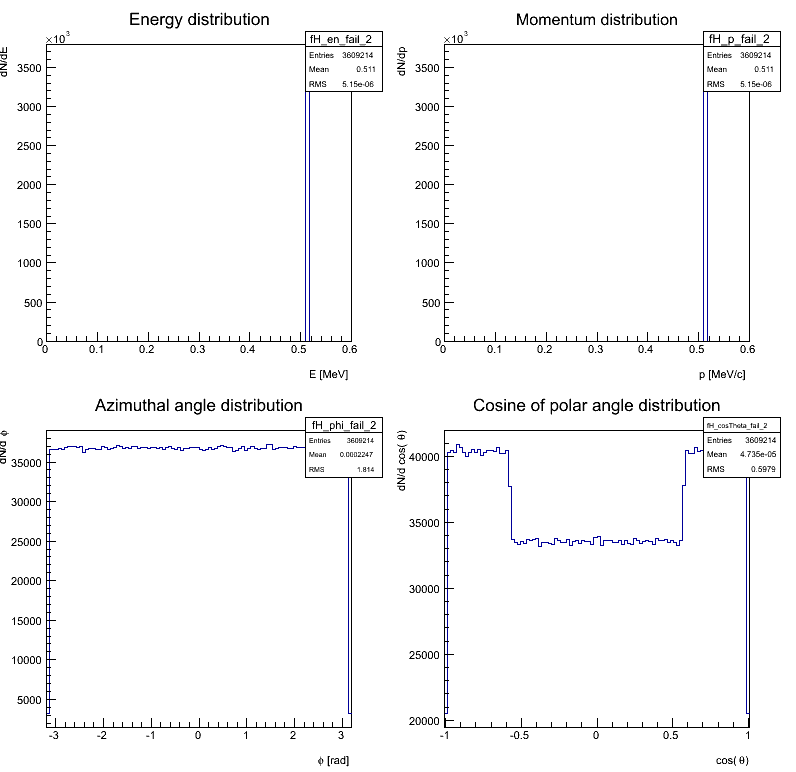 Energy distribution
×10³
dN/dE
fH_en_fail_2
Entries 3609214
Mean 0.511
RMS 5.15e-06
3500
3000
2500
2000
1500
1000
500
0
0 0.1 0.2 0.3 0.4 0.5 0.6
E [MeV]
Momentum distribution
×10³
dN/dp
fH_p_fail_2
Entries 3609214
Mean 0.511
RMS 5.15e-06
3500
3000
2500
2000
1500
1000
500
0
0 0.1 0.2 0.3 0.4 0.5 0.6
p [MeV/c]
Azimuthal angle distribution
dN/d ϕ
fH_phi_fail_2
Entries 3609214
Mean 0.0002247
RMS 1.814
35000
30000
25000
20000
15000
10000
5000
-3 -2 -1 0 1 2 3
ϕ [rad]
Cosine of polar angle distribution
dN/d cos( θ)
fH_cosTheta_fail_2
Entries 3609214
Mean 4.735e-05
RMS 0.5979
40000
35000
30000
25000
20000
-1 -0.5 0 0.5 1
cos( θ)